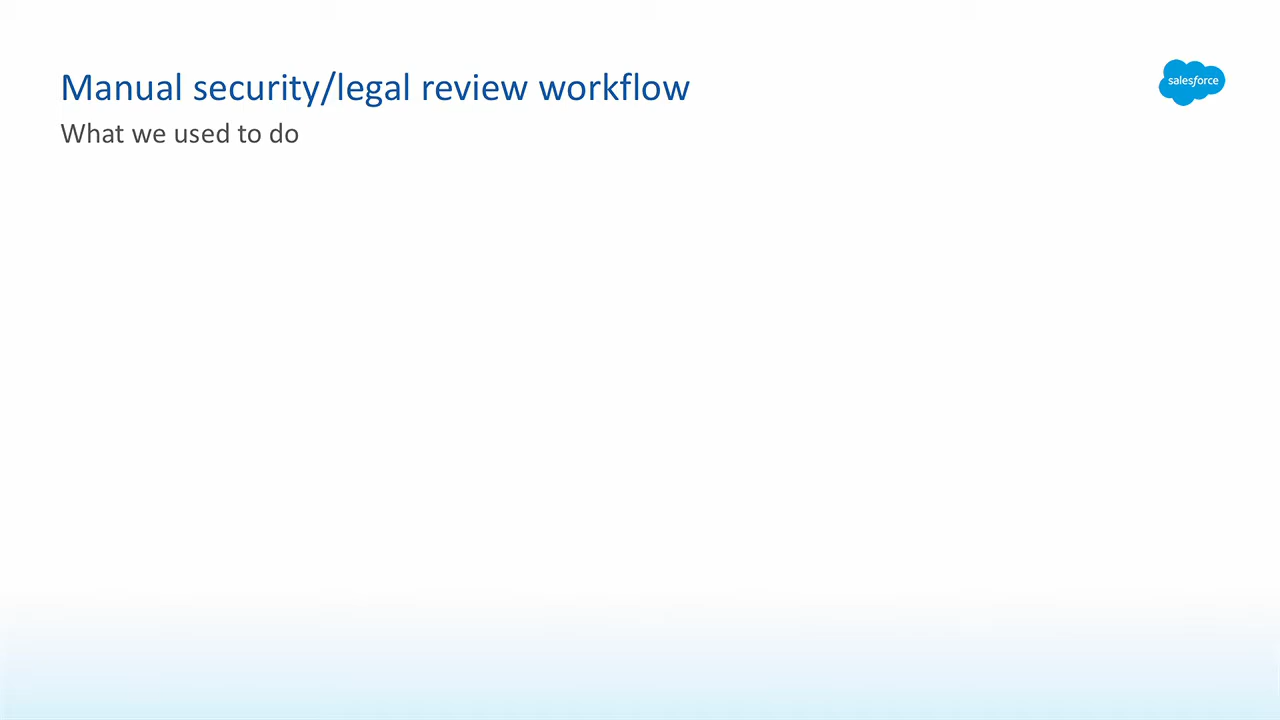 Manual security/legal review workflow
salesforce
What we used to do